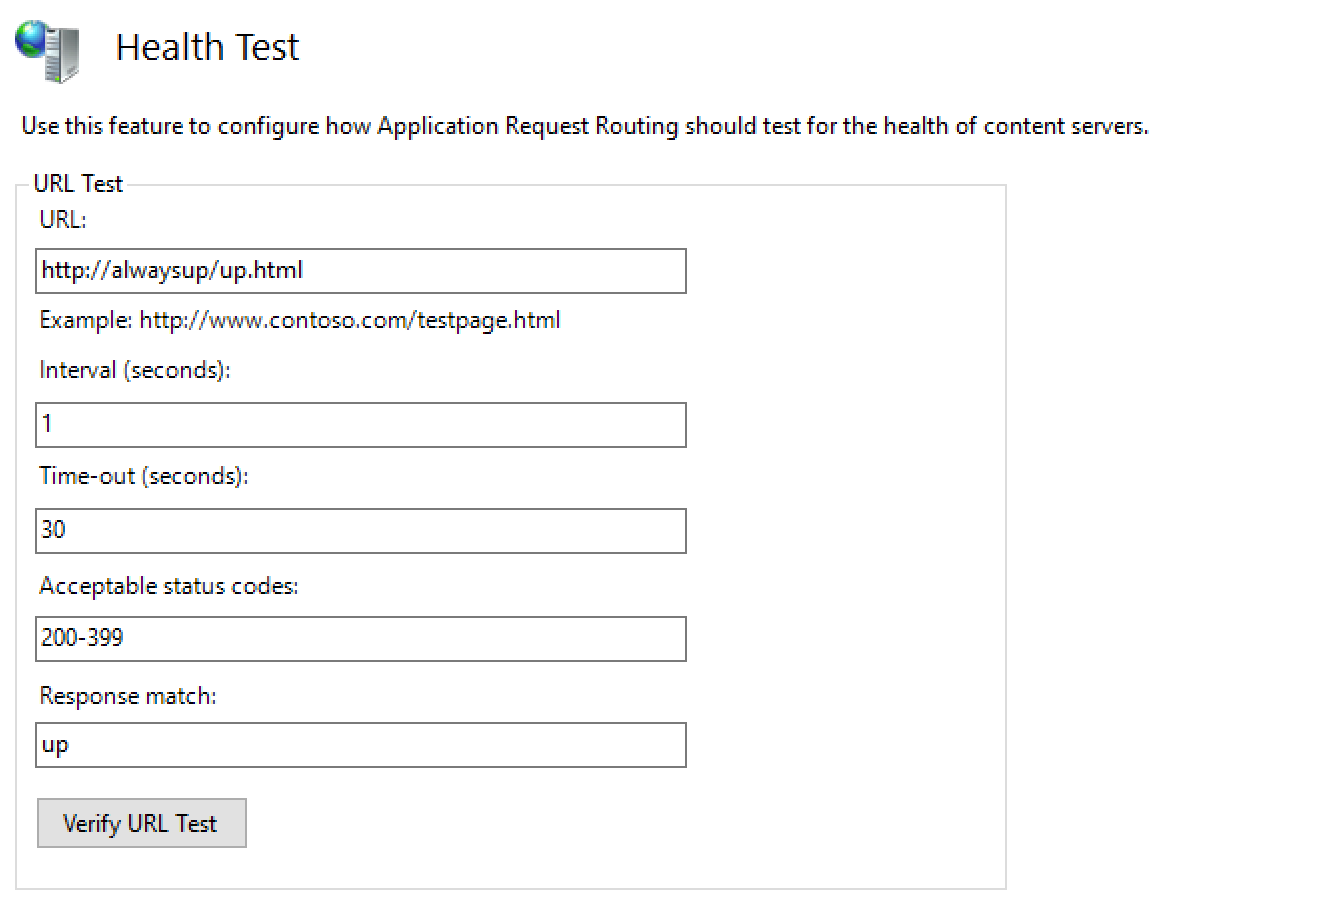 Health Test
Use this feature to configure how Application Request Routing should test for the health of content servers.
URL Test
URL:
http://alwaysup/up.html
Example: http://www.contoso.com/testpage.html
Interval (seconds):
1
Time-out (seconds):
30
Acceptable status codes:
200-399
Response match:
up
Verify URL Test